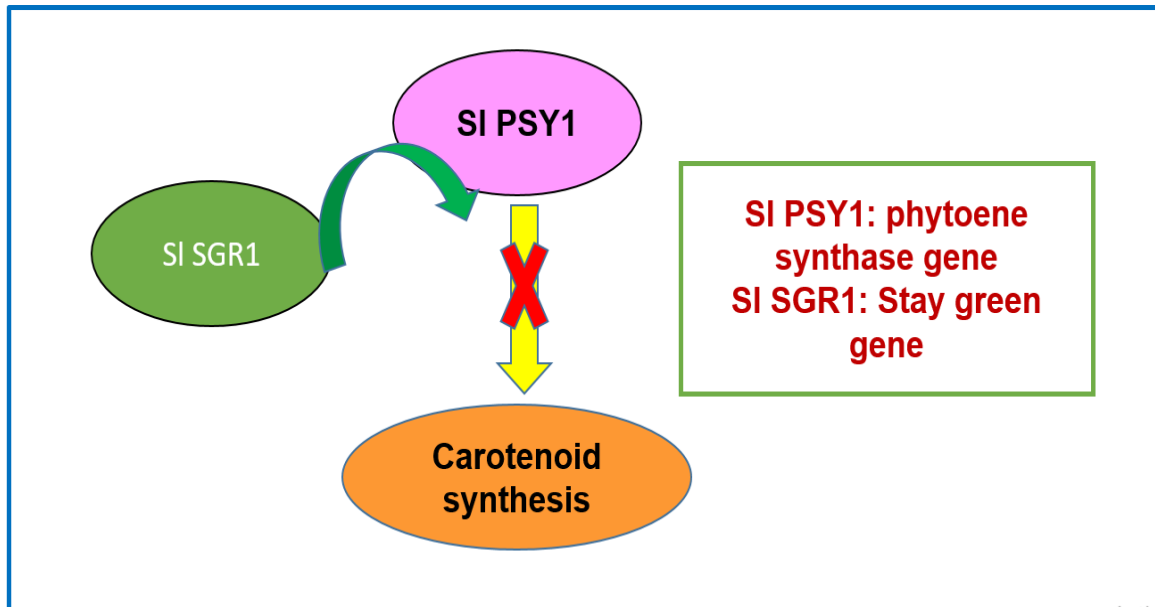 Sl PSY1
Sl SGR1
Sl PSY1: phytoene
synthase gene
Sl SGR1: Stay green
gene
Carotenoid
synthesis